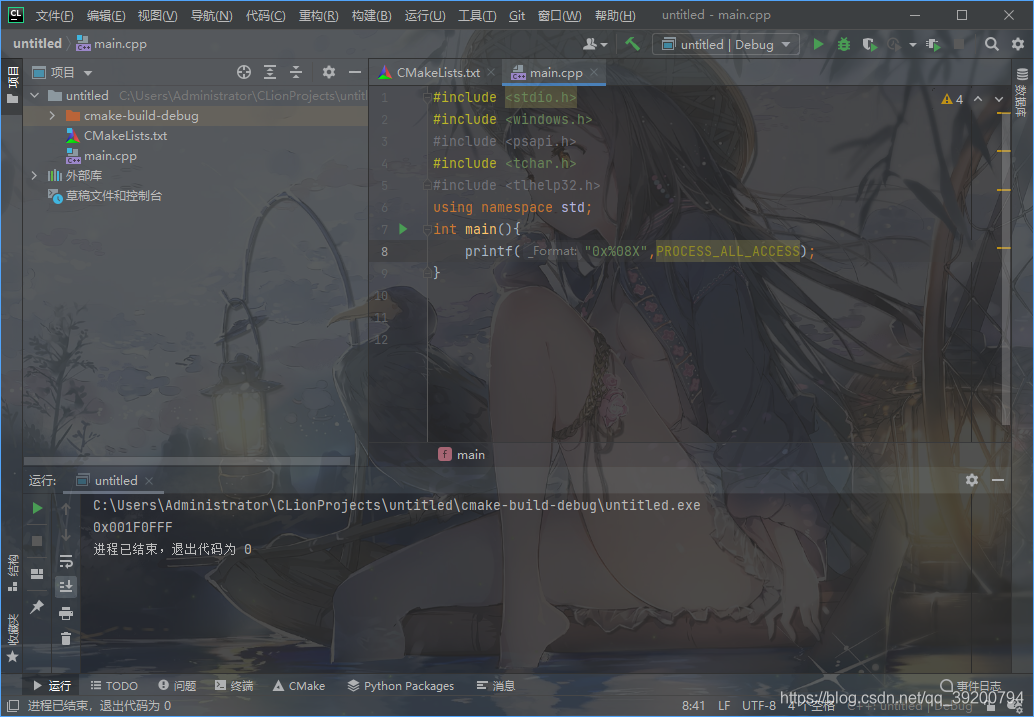 CL 文件(F) 编辑(E) 视图(V) 导航(N) 代码(C) 重构(R) 构建(B) 运行(U) 工具(T) Git 窗口(W) 帮助(H) untitled - main.cpp
untitled main.cpp untitled | Debug
项目 项目 CMakeLists.txt main.cpp 数据库
untitled C:\Users\Administrator\CLionProjects\untitl
cmake-build-debug
CMakeLists.txt
main.cpp
外部库
草稿文件和控制台
4
1 #include <stdio.h>
2 #include <windows.h>
3 #include <psapi.h>
4 #include <tchar.h>
5 #include <tlhelp32.h>
6 using namespace std;
7 int main(){
8 printf( _Format: "0x%08X",PROCESS_ALL_ACCESS);
9 }
10
11
12
f main
运行: untitled
C:\Users\Administrator\CLionProjects\untitled\cmake-build-debug\untitled.exe
0x001F0FFF
进程已结束，退出代码为 0
结构
收藏夹
运行 TODO 问题 终端 CMake Python Packages 消息 事件日志
进程已结束，退出代码为 0 8:41 LF UTF-8 4 个空格 C++: untitled | Debug
https://blog.csdn.net/qq_39200794